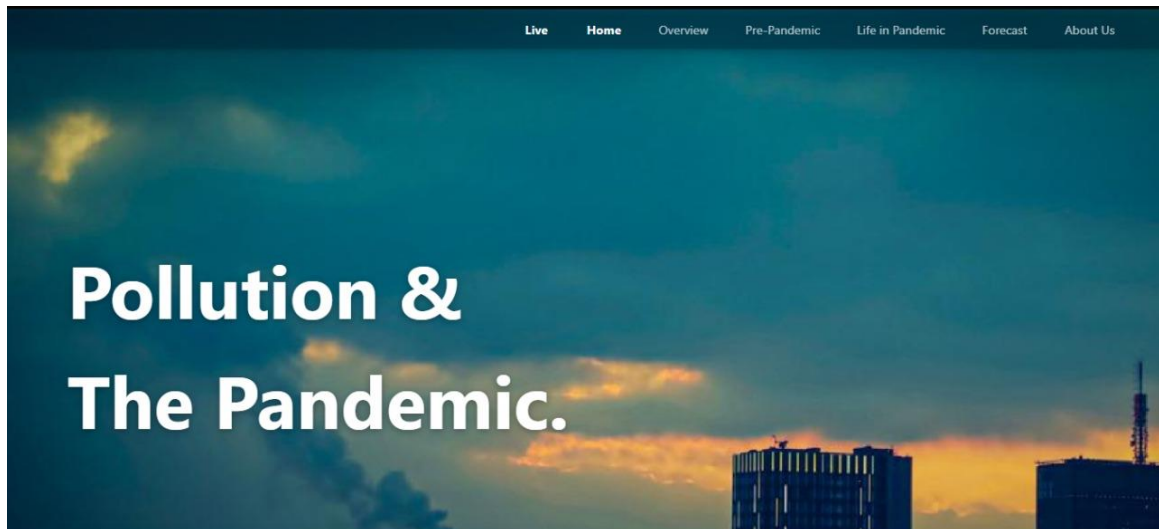 Live Home Overview Pre-Pandemic Life in Pandemic Forecast About Us
Pollution &
The Pandemic.